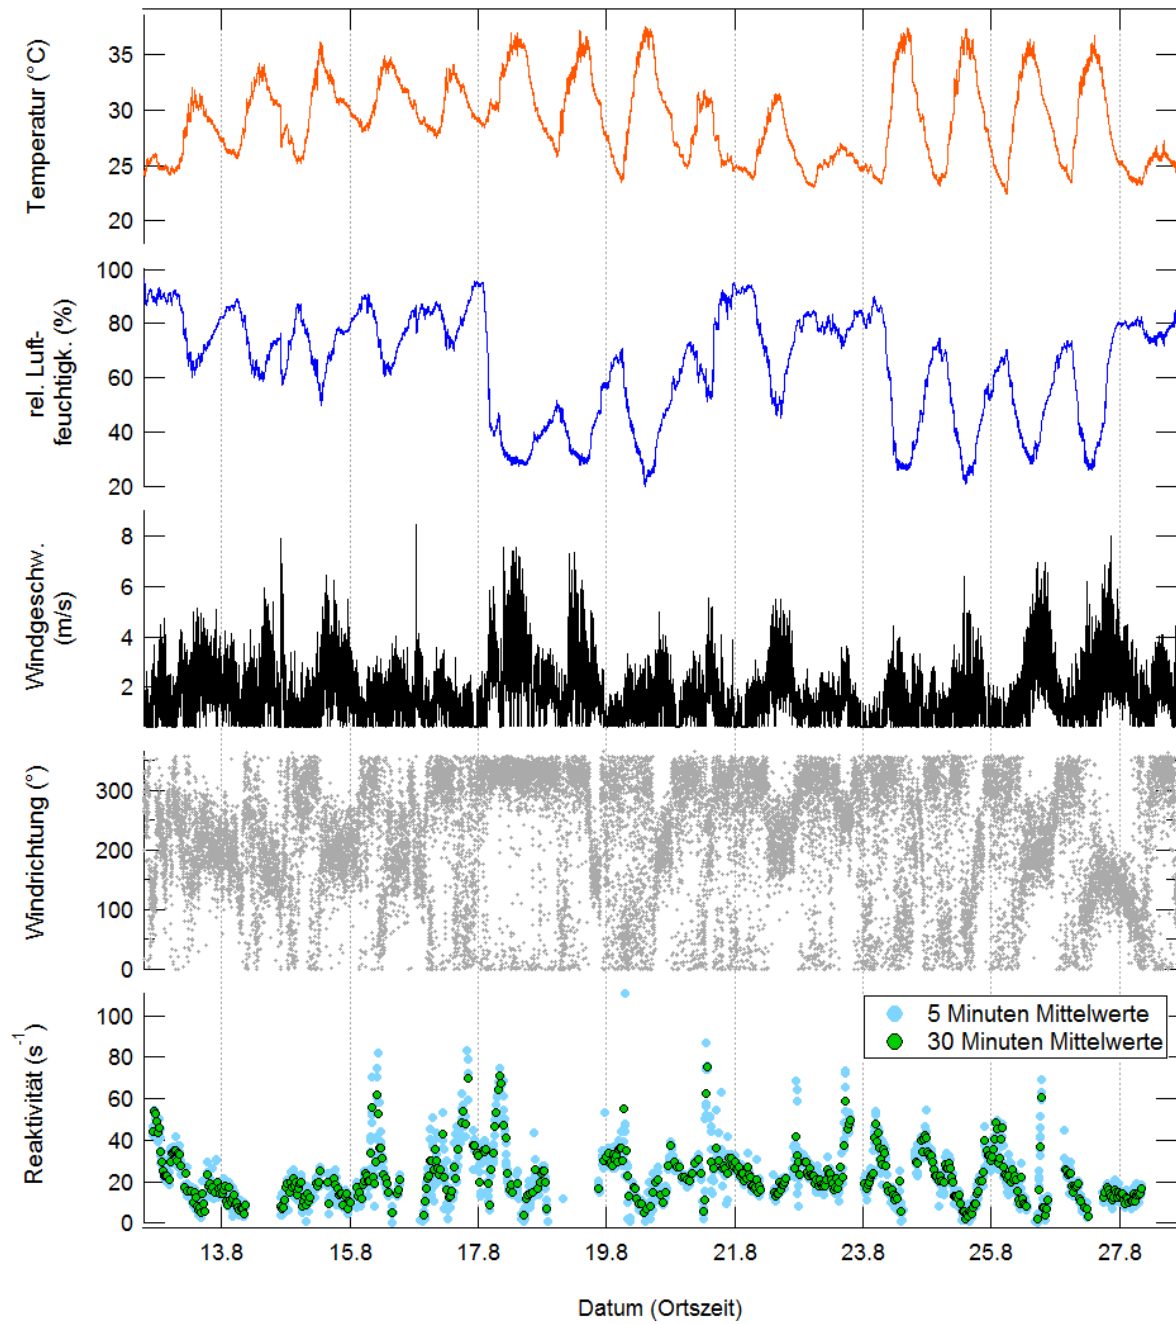 Temperatur (°C)
35
30
25
20
rel. Luft-
feuchtigk. (%)
100
80
60
40
20
Windgeschw.
(m/s)
8
6
4
2
Windrichtung (°)
300
200
100
0
Reaktivität (s⁻¹)
100
80
60
40
20
0
5 Minuten Mittelwerte
30 Minuten Mittelwerte
13.8 15.8 17.8 19.8 21.8 23.8 25.8 27.8
Datum (Ortszeit)